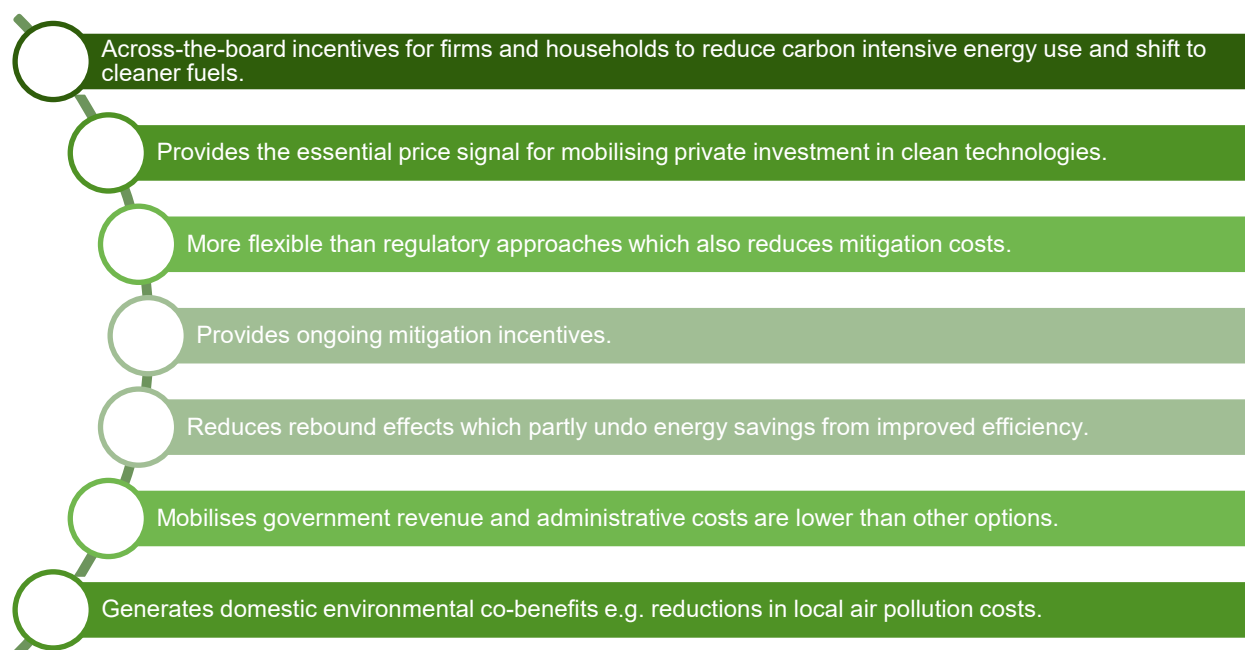 Across-the-board incentives for firms and households to reduce carbon intensive energy use and shift to
cleaner fuels.
Provides the essential price signal for mobilising private investment in clean technologies.
More flexible than regulatory approaches which also reduces mitigation costs.
Provides ongoing mitigation incentives.
Reduces rebound effects which partly undo energy savings from improved efficiency.
Mobilises government revenue and administrative costs are lower than other options.
Generates domestic environmental co-benefits e.g. reductions in local air pollution costs.